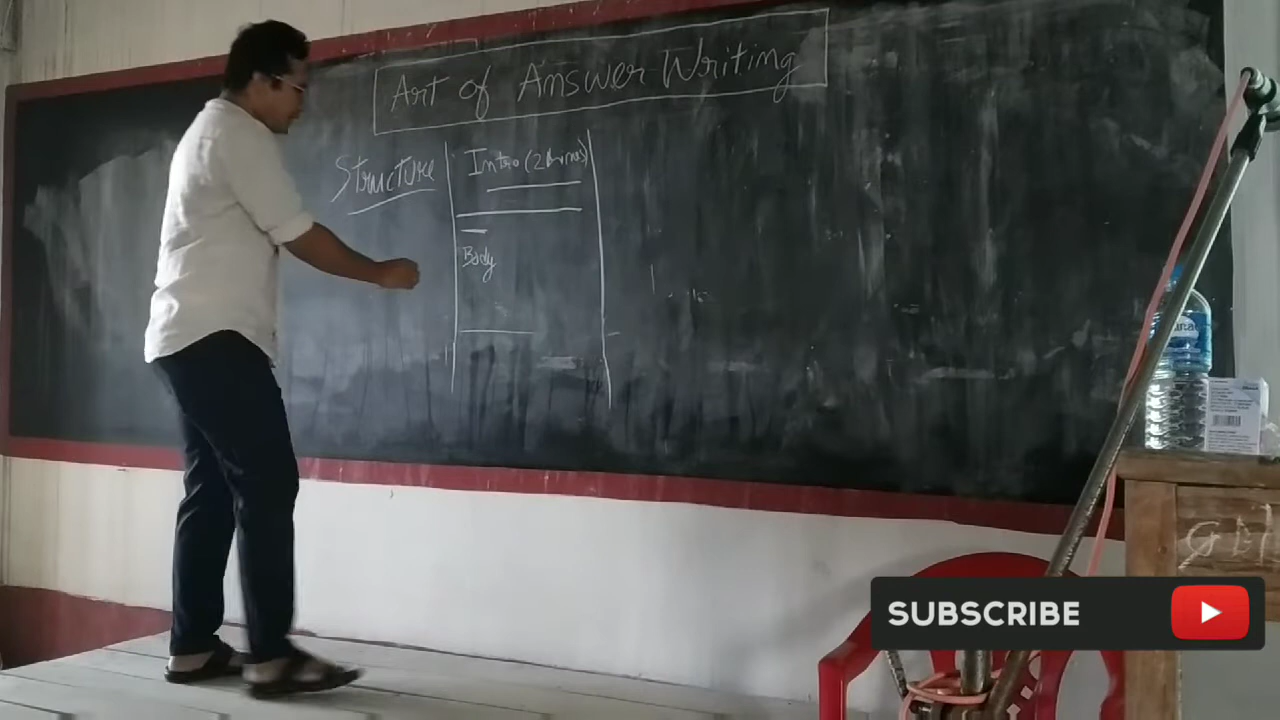 Art of Answer Writing
Structure
Intro (2 lines)
Body
SUBSCRIBE